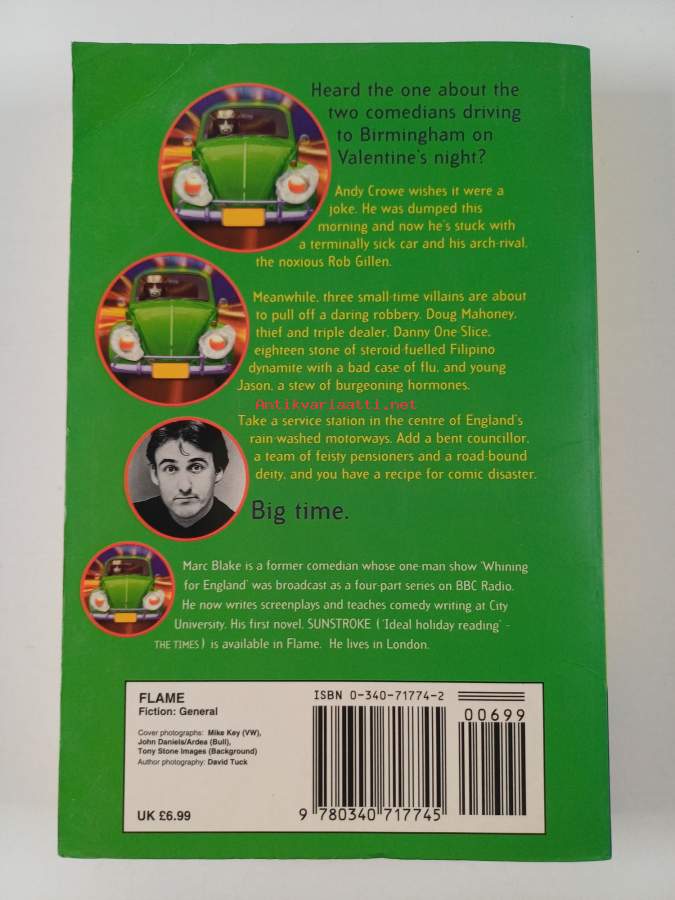 Heard the one about the
two comedians driving
to Birmingham on
Valentine's night?
Andy Crowe wishes it were a
joke. He was dumped this
morning and now he's stuck with
a terminally sick car and his arch-rival,
the noxious Rob Gillen.
Meanwhile, three small-time villains are about
to pull off a daring robbery. Doug Mahoney,
thief and triple dealer, Danny One Slice,
eighteen stone of steroid-fuelled Filipino
dynamite with a bad case of flu, and young
Jason, a stew of burgeoning hormones.
Antikvariaatti.net
Take a service station in the centre of England's
rain-washed motorways. Add a bent councillor,
a team of feisty pensioners and a road-bound
deity, and you have a recipe for comic disaster.
Big time.
Marc Blake is a former comedian whose one-man show 'Whining
for England' was broadcast as a four-part series on BBC Radio.
He now writes screenplays and teaches comedy writing at City
University. His first novel, SUNSTROKE ( 'Ideal holiday reading' -
THE TIMES ) is available in Flame. He lives in London.
FLAME
Fiction: General
Cover photographs: Mike Key (VW),
John Daniels/Ardea (Bull),
Tony Stone Images (Background)
Author photography: David Tuck
UK £6.99
ISBN 0-340-71774-2
00699
9 780340 717745